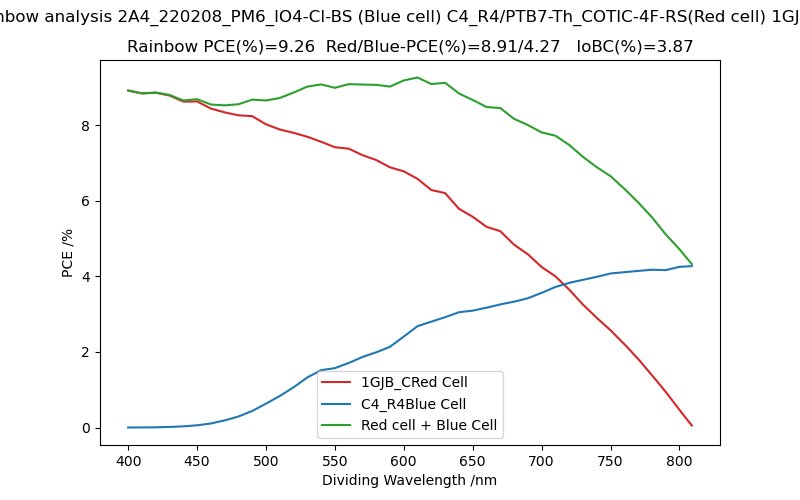 nbow analysis 2A4_220208_PM6_IO4-Cl-BS (Blue cell) C4_R4/PTB7-Th_COTIC-4F-RS(Red cell) 1GJ
Rainbow PCE(%)=9.26 Red/Blue-PCE(%)=8.91/4.27 IoBC(%)=3.87
PCE /%
8
6
4
2
0
1GJB_CRed Cell
C4_R4Blue Cell
Red cell + Blue Cell
400 450 500 550 600 650 700 750 800
Dividing Wavelength /nm